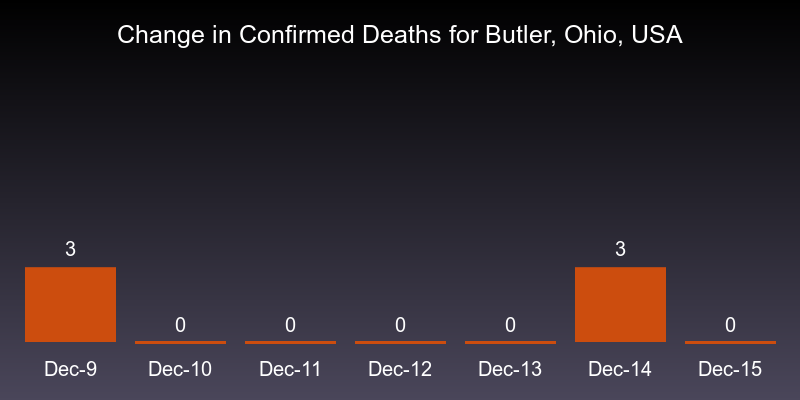 Change in Confirmed Deaths for Butler, Ohio, USA
3 0 0 0 0 3 0
Dec-9 Dec-10 Dec-11 Dec-12 Dec-13 Dec-14 Dec-15